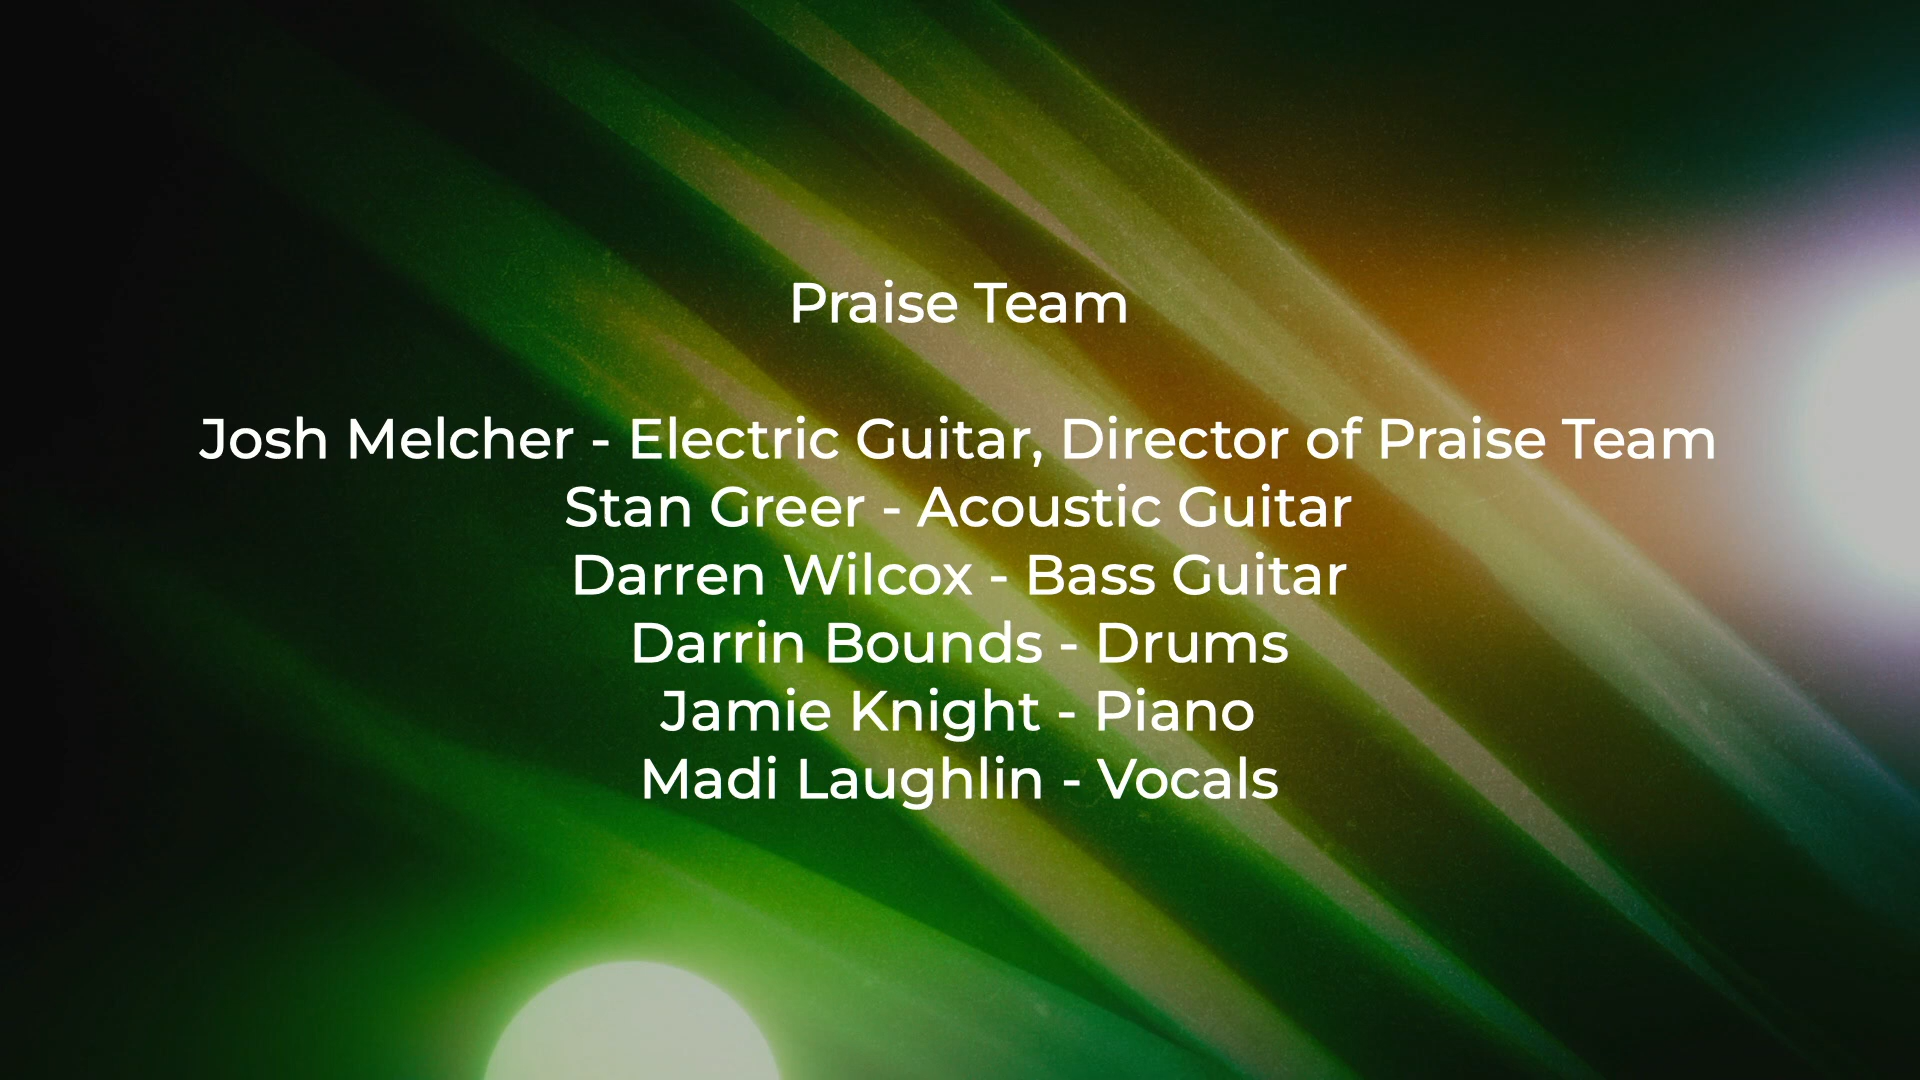 Praise Team
Josh Melcher - Electric Guitar, Director of Praise Team
Stan Greer - Acoustic Guitar
Darren Wilcox - Bass Guitar
Darrin Bounds - Drums
Jamie Knight - Piano
Madi Laughlin - Vocals